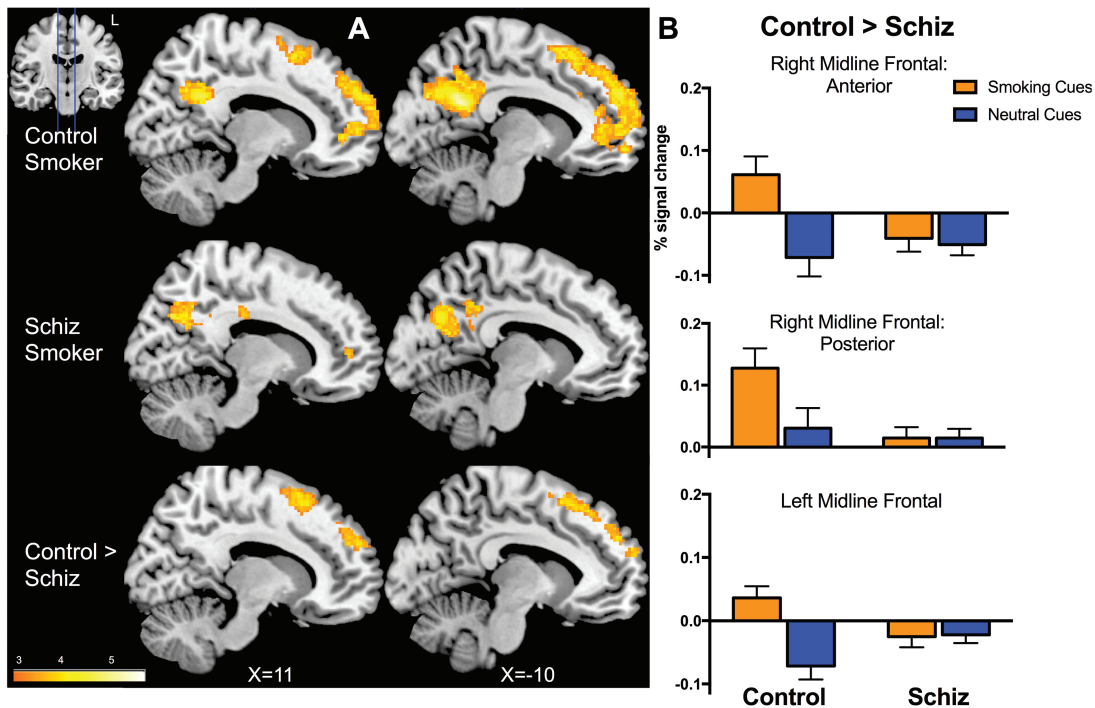 L
A
Control
Smoker
Schiz
Smoker
Control >
Schiz
3 4 5
X=11
X=-10
B
Control > Schiz
Right Midline Frontal:
Anterior
Smoking Cues
Neutral Cues
% signal change
0.2
0.1
0.0
-0.1
Right Midline Frontal:
Posterior
0.2
0.1
0.0
Left Midline Frontal
0.2
0.1
0.0
-0.1
Control
Schiz